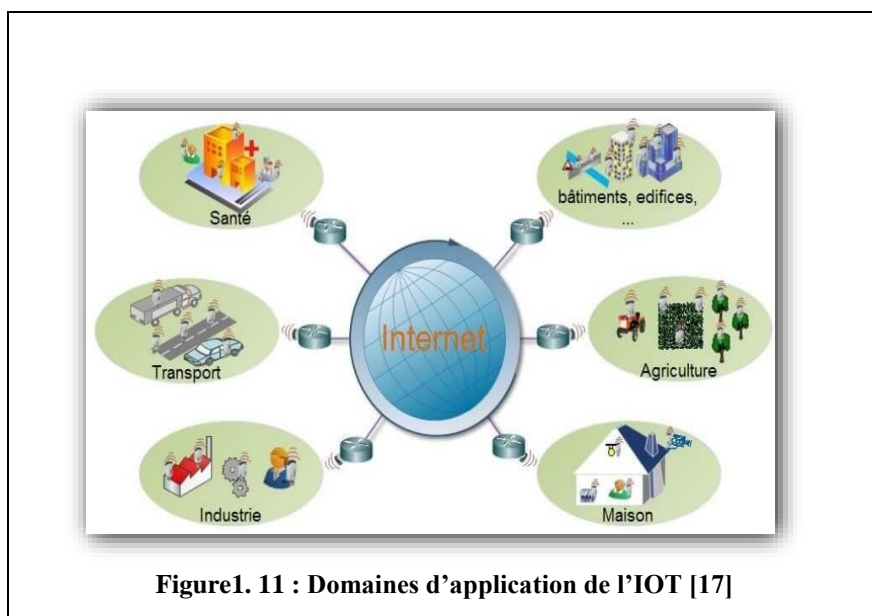 Santé
bâtiments, edifices,
...
Internet
Transport
Agriculture
Industrie
Maison
Figure1. 11 : Domaines d’application de l’IOT [17]